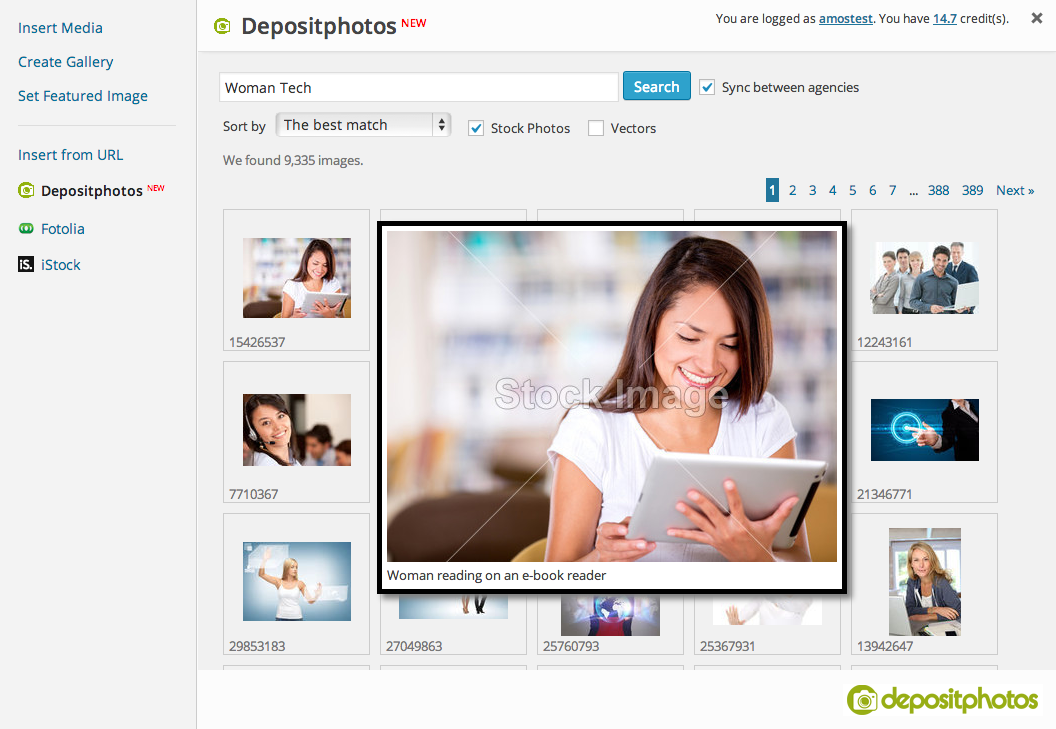 Insert Media
Create Gallery
Set Featured Image
Insert from URL
Depositphotos NEW
Fotolia
iS. iStock
Depositphotos NEW
You are logged as amostest. You have 14.7 credit(s).
Woman Tech
Search
Sync between agencies
Sort by
The best match
Stock Photos
Vectors
We found 9,335 images.
1 2 3 4 5 6 7 ... 388 389 Next »
15426537
12243161
7710367
21346771
Stock Image
Woman reading on an e-book reader
29853183
27049863
25760793
25367931
13942647
depositphotos